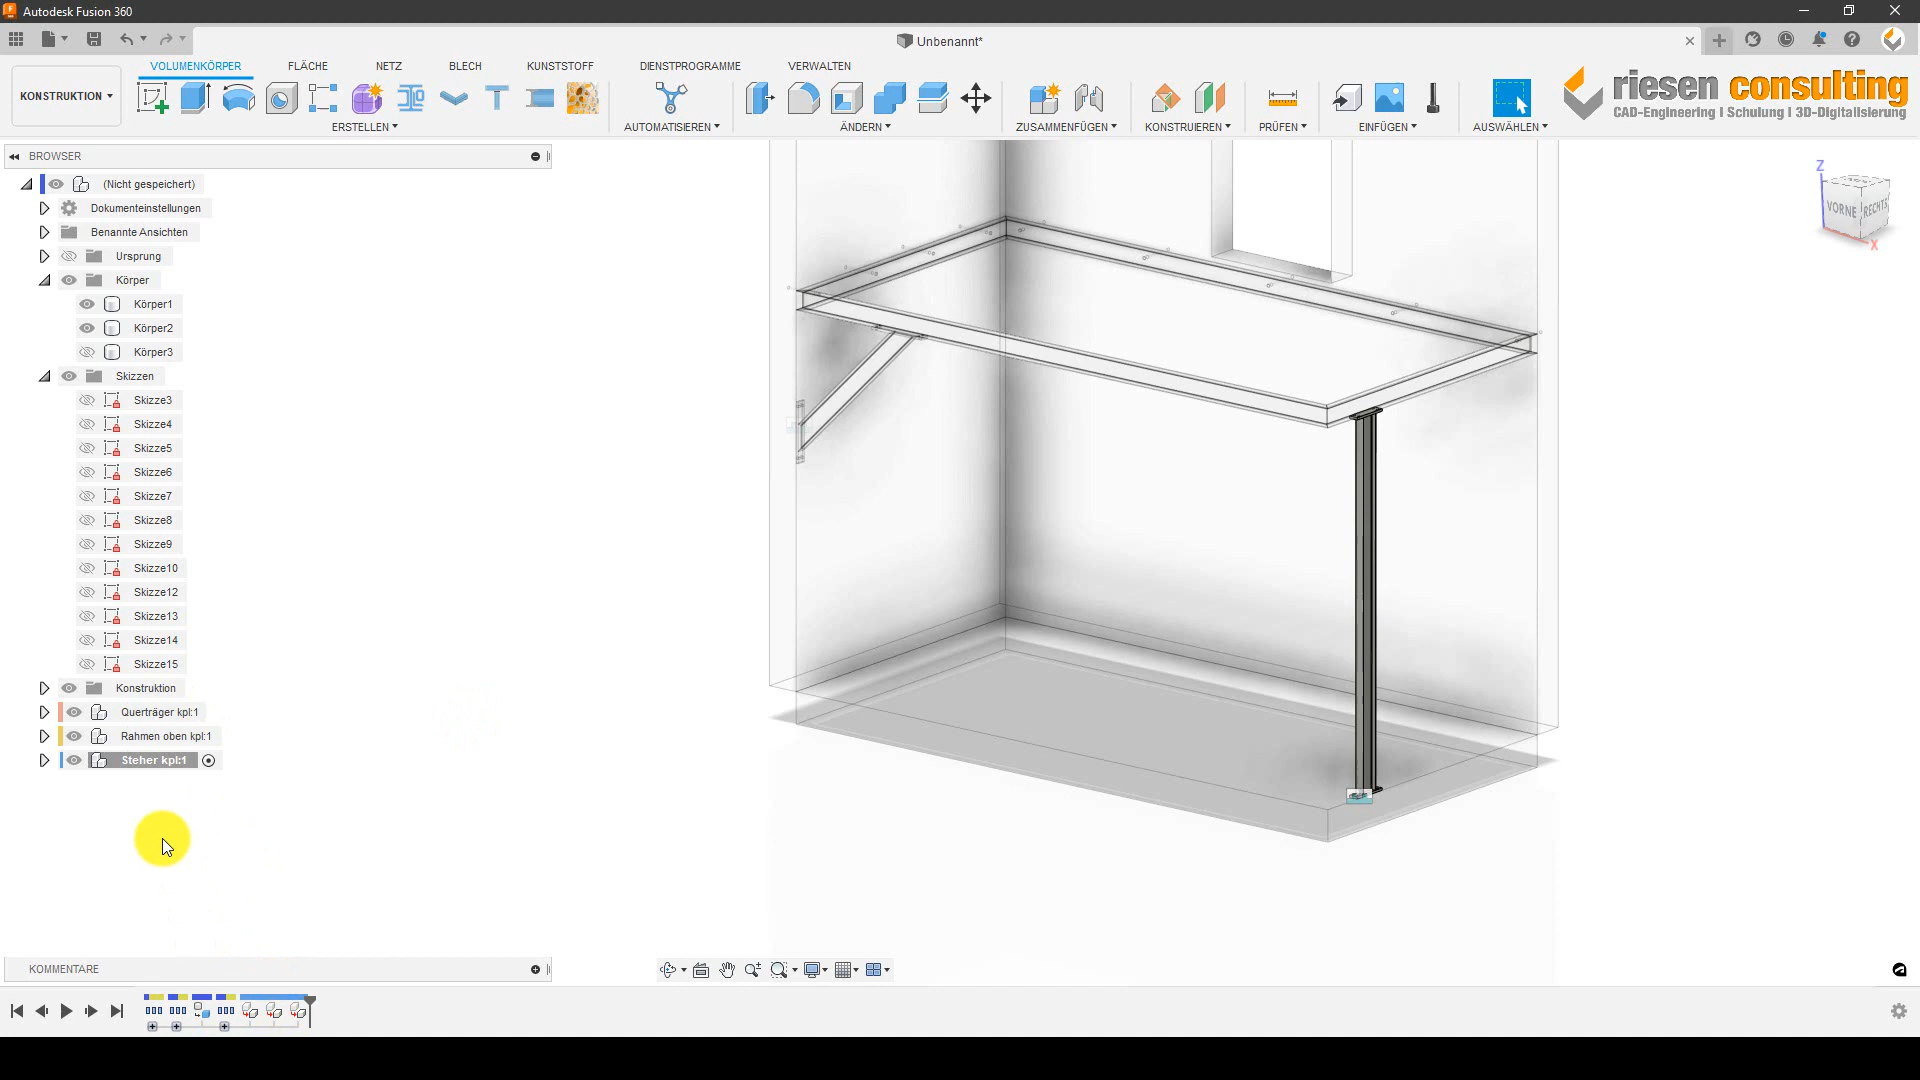 Autodesk Fusion 360
Unbenannt*
VOLUMENKÖRPER FLÄCHE NETZ BLECH KUNSTSTOFF DIENSTPROGRAMME VERWALTEN
KONSTRUKTION
ERSTELLEN AUTOMATISIEREN ÄNDERN ZUSAMMENFÜGEN KONSTRUIEREN PRÜFEN EINFÜGEN AUSWÄHLEN
riesen consulting
CAD-Engineering I Schulung I 3D-Digitalisierung
BROWSER
(Nicht gespeichert)
Dokumenteinstellungen
Benannte Ansichten
Ursprung
Körper
Körper1
Körper2
Körper3
Skizzen
Skizze3
Skizze4
Skizze5
Skizze6
Skizze7
Skizze8
Skizze9
Skizze10
Skizze12
Skizze13
Skizze14
Skizze15
Konstruktion
Querträger kpl:1
Rahmen oben kpl:1
Steher kpl:1
Z
VORNE RECHTS
X
KOMMENTARE